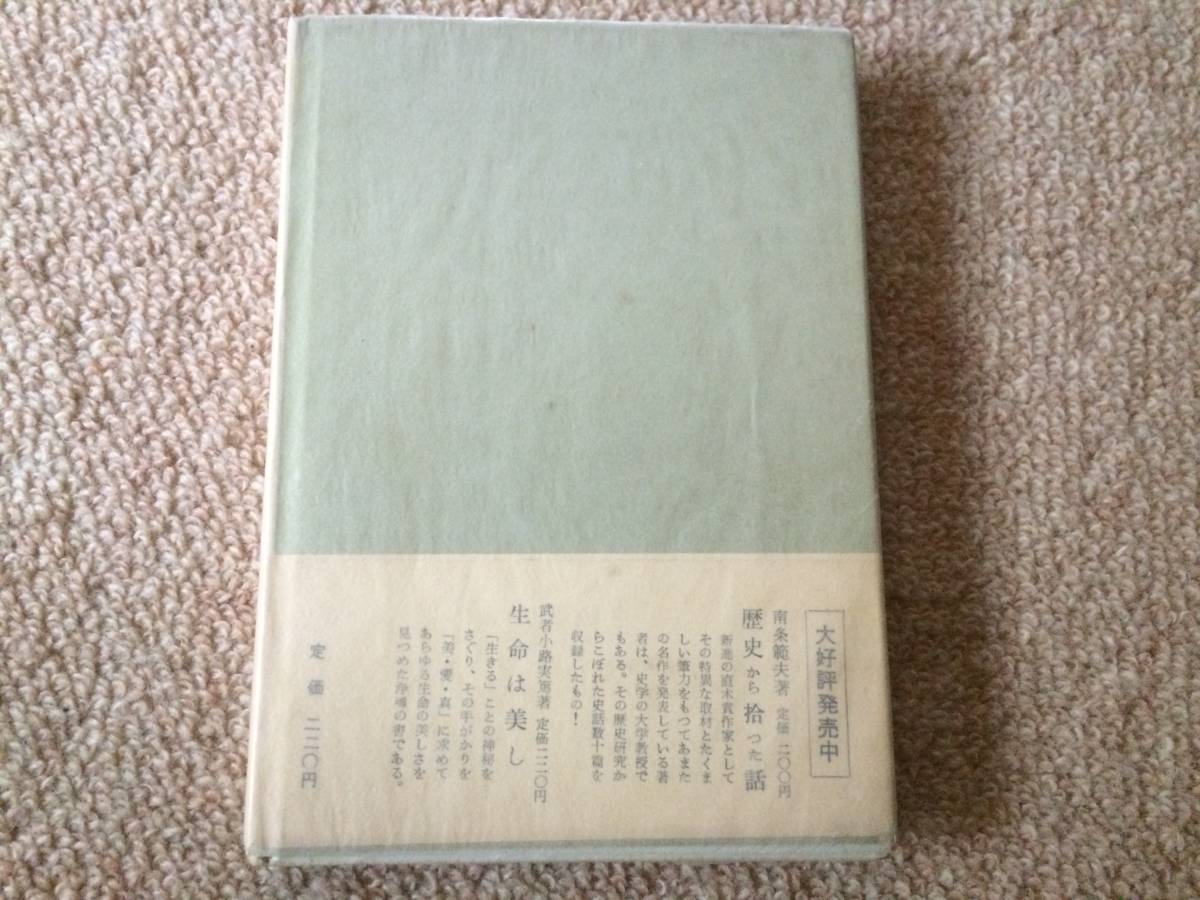 大好評発売中
南条範夫著 定価 二〇〇円
歴史から拾った話
新進の直木賞作家として
その特異な取材とたくま
しい筆力をもつてあまた
の名作を発表している著
者は、史学の大学教授で
もある。その歴史研究か
らこぼれた史話数十篇を
収録したもの!
武者小路実篤著 定価二二〇円
生命は美し
「生きる」ことの神秘を
さぐり、その手がかりを
「美・愛・真」に求めて
あらゆる生命の美しさを
見つめた浄福の書である。
定価 二二〇円